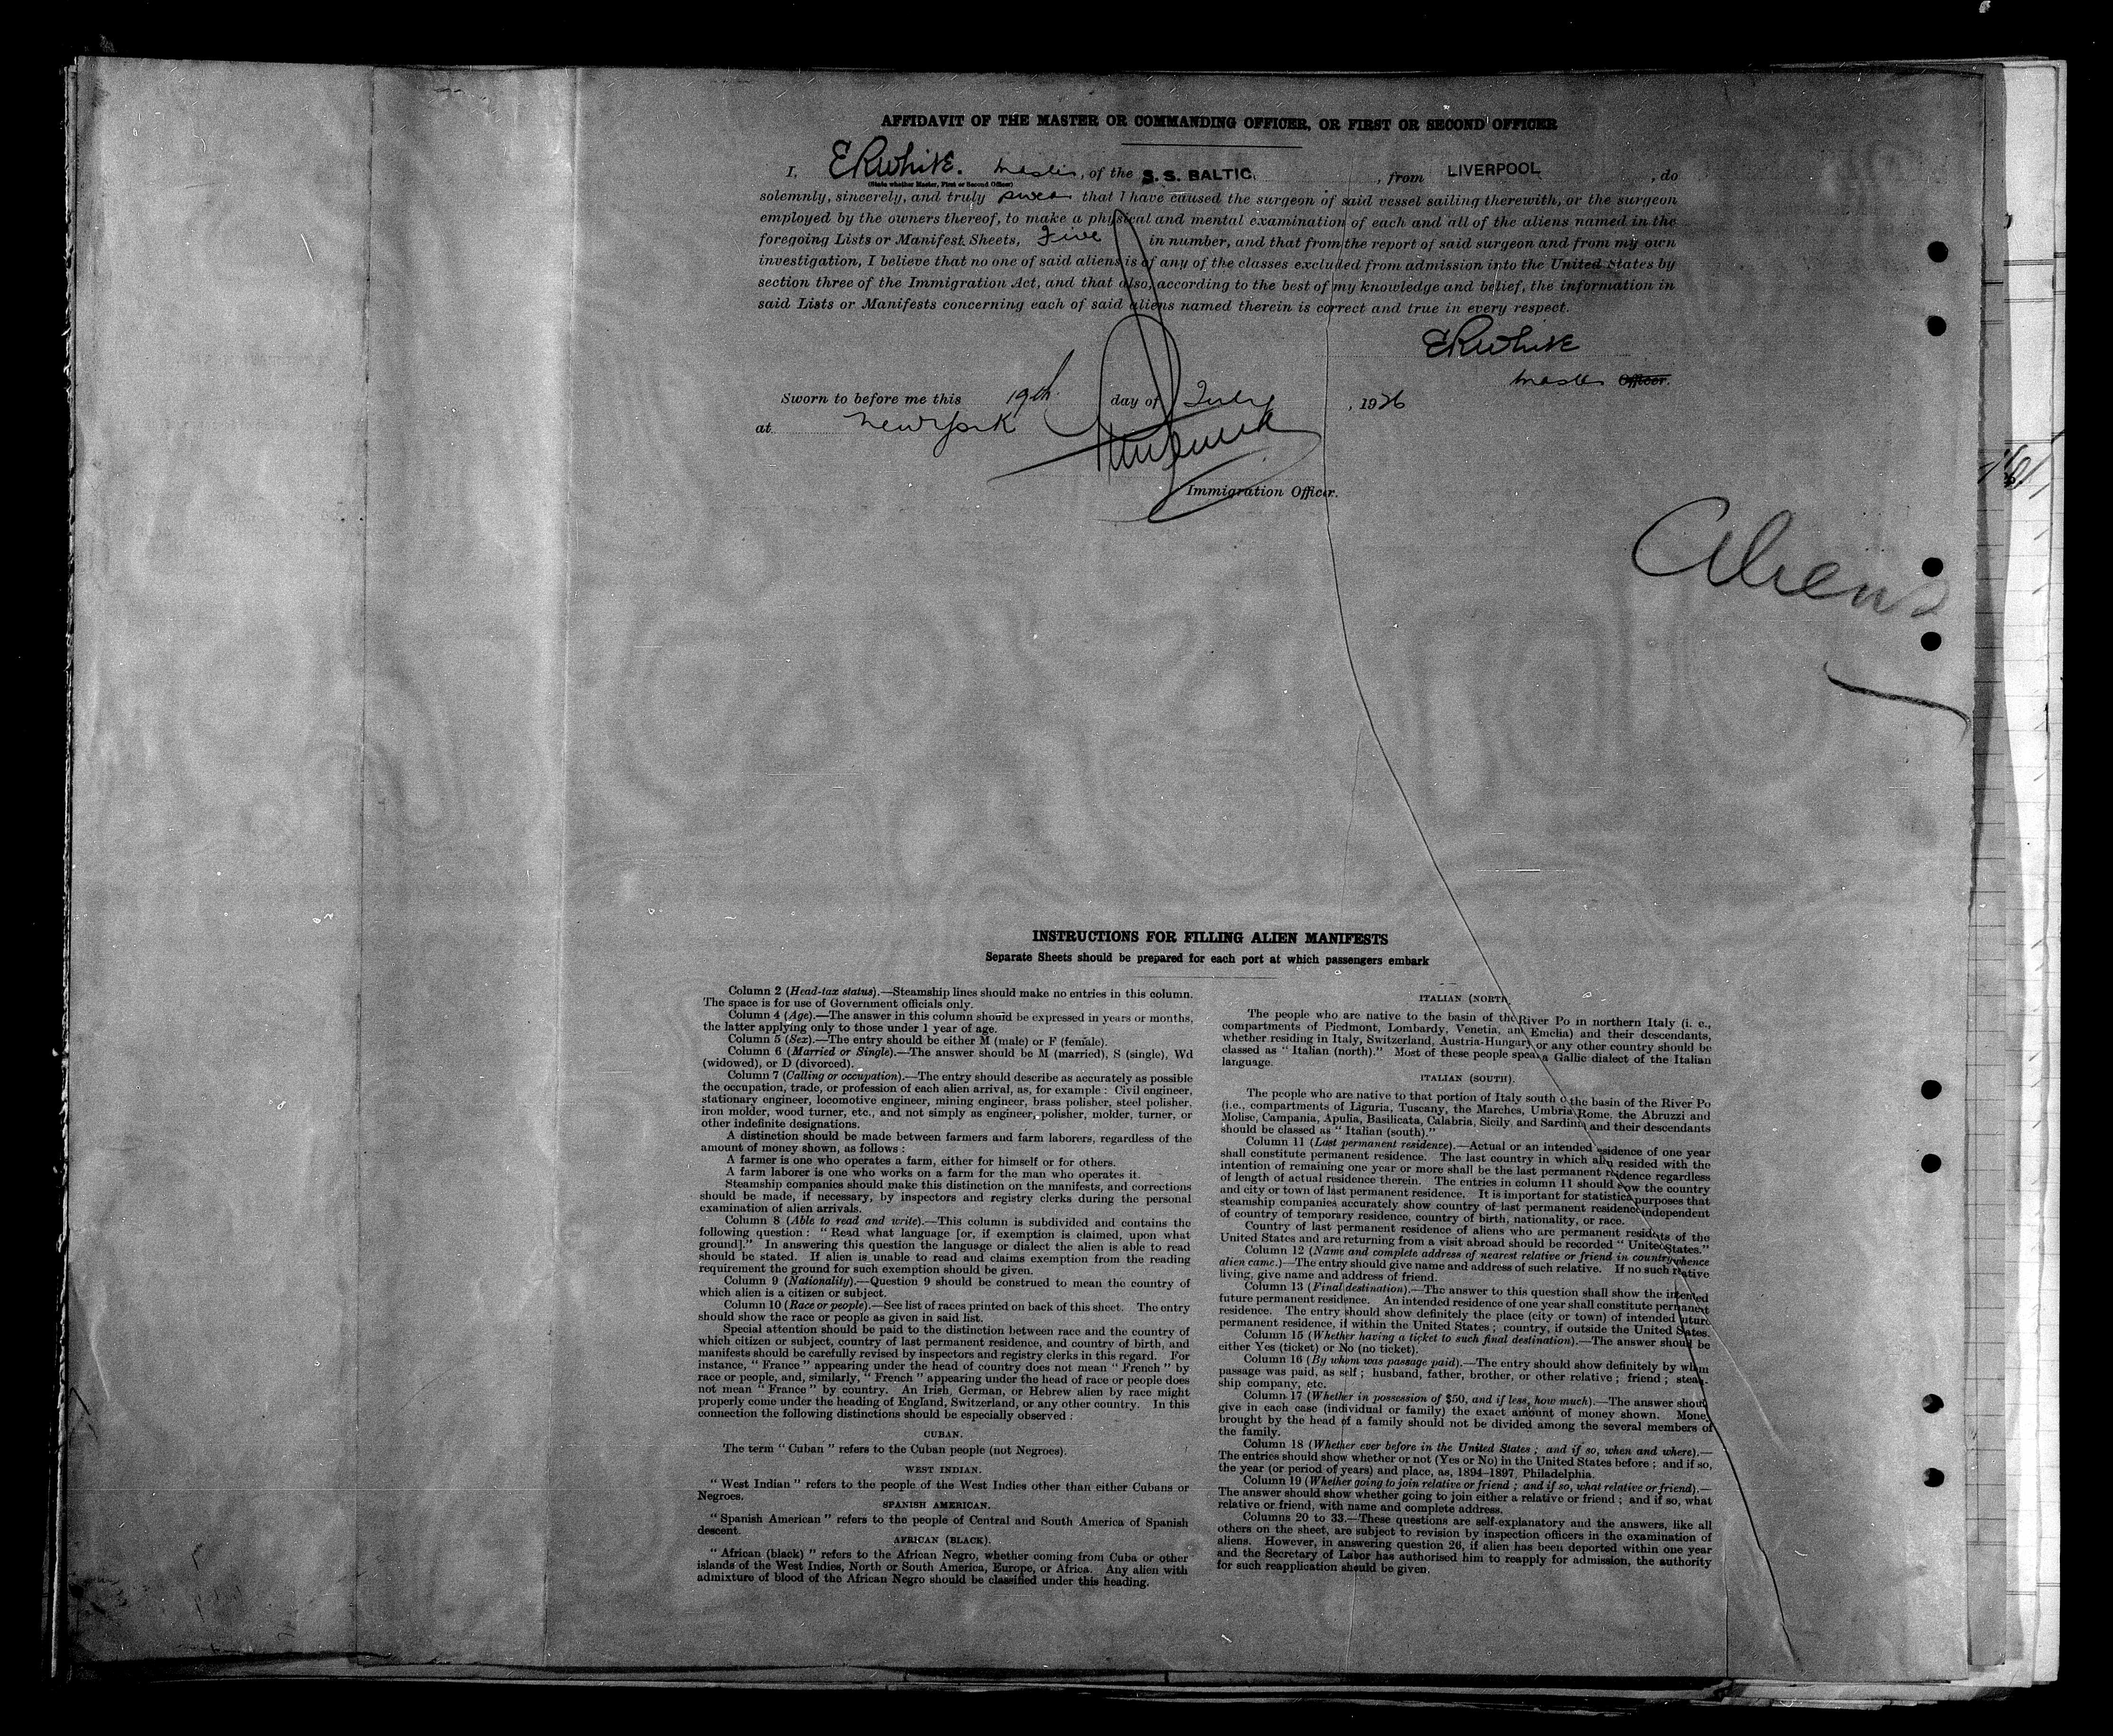 AFFIDAVIT OF THE MASTER OR COMMANDING OFFICER, OR FIRST OR SECOND OFFICER
I, ERWhite. Master, of the S. S. BALTIC. , from LIVERPOOL , do
(State whether Master, First or Second Officer)
solemnly, sincerely, and truly swear that I have caused the surgeon of said vessel sailing therewith, or the surgeon
employed by the owners thereof, to make a physical and mental examination of each and all of the aliens named in the
foregoing Lists or Manifest Sheets, Five in number, and that from the report of said surgeon and from my own
investigation, I believe that no one of said aliens is of any of the classes excluded from admission into the United States by
section three of the Immigration Act, and that also, according to the best of my knowledge and belief, the information in
said Lists or Manifests concerning each of said aliens named therein is correct and true in every respect.
ERWhite
Master Officer.
Sworn to before me this 19th day of July , 1926
at New York
Immigration Officer.
Aliens
INSTRUCTIONS FOR FILLING ALIEN MANIFESTS
Separate Sheets should be prepared for each port at which passengers embark
Column 2 (Head-tax status).—Steamship lines should make no entries in this column.
The space is for use of Government officials only.
Column 4 (Age).—The answer in this column should be expressed in years or months,
the latter applying only to those under 1 year of age.
Column 5 (Sex).—The entry should be either M (male) or F (female).
Column 6 (Married or Single).—The answer should be M (married), S (single), Wd
(widowed), or D (divorced).
Column 7 (Calling or occupation).—The entry should describe as accurately as possible
the occupation, trade, or profession of each alien arrival, as, for example : Civil engineer,
stationary engineer, locomotive engineer, mining engineer, brass polisher, steel polisher,
iron molder, wood turner, etc., and not simply as engineer, polisher, molder, turner, or
other indefinite designations.
A distinction should be made between farmers and farm laborers, regardless of the
amount of money shown, as follows :
A farmer is one who operates a farm, either for himself or for others.
A farm laborer is one who works on a farm for the man who operates it.
Steamship companies should make this distinction on the manifests, and corrections
should be made, if necessary, by inspectors and registry clerks during the personal
examination of alien arrivals.
Column 8 (Able to read and write).—This column is subdivided and contains the
following question : " Read what language [or, if exemption is claimed, upon what
ground]." In answering this question the language or dialect the alien is able to read
should be stated. If alien is unable to read and claims exemption from the reading
requirement the ground for such exemption should be given.
Column 9 (Nationality).—Question 9 should be construed to mean the country of
which alien is a citizen or subject.
Column 10 (Race or people).—See list of races printed on back of this sheet. The entry
should show the race or people as given in said list.
Special attention should be paid to the distinction between race and the country of
which citizen or subject, country of last permanent residence, and country of birth, and
manifests should be carefully revised by inspectors and registry clerks in this regard. For
instance, " France " appearing under the head of country does not mean " French " by
race or people, and, similarly, " French " appearing under the head of race or people does
not mean " France " by country. An Irish, German, or Hebrew alien by race might
properly come under the heading of England, Switzerland, or any other country. In this
connection the following distinctions should be especially observed :
CUBAN.
The term " Cuban " refers to the Cuban people (not Negroes).
WEST INDIAN.
" West Indian " refers to the people of the West Indies other than either Cubans or
Negroes.
SPANISH AMERICAN.
" Spanish American " refers to the people of Central and South America of Spanish
descent.
AFRICAN (BLACK).
" African (black) " refers to the African Negro, whether coming from Cuba or other
islands of the West Indies, North or South America, Europe, or Africa. Any alien with
admixture of blood of the African Negro should be classified under this heading.
ITALIAN (NORTH).
The people who are native to the basin of the River Po in northern Italy (i. e.,
compartments of Piedmont, Lombardy, Venetia, and Emelia) and their descendants,
whether residing in Italy, Switzerland, Austria-Hungary or any other country should be
classed as " Italian (north)." Most of these people speak a Gallic dialect of the Italian
language.
ITALIAN (SOUTH).
The people who are native to that portion of Italy south of the basin of the River Po
(i.e., compartments of Liguria, Tuscany, the Marches, Umbria, Rome, the Abruzzi and
Molise, Campania, Apulia, Basilicata, Calabria, Sicily, and Sardinia and their descendants
should be classed as " Italian (south)."
Column 11 (Last permanent residence).—Actual or an intended residence of one year
shall constitute permanent residence. The last country in which alien resided with the
intention of remaining one year or more shall be the last permanent residence regardless
of length of actual residence therein. The entries in column 11 should show the country
and city or town of last permanent residence. It is important for statistical purposes that
steamship companies accurately show country of last permanent residence independent
of country of temporary residence, country of birth, nationality, or race.
Country of last permanent residence of aliens who are permanent residents of the
United States and are returning from a visit abroad should be recorded " United States."
Column 12 (Name and complete address of nearest relative or friend in country whence
alien came.)—The entry should give name and address of such relative. If no such relative
living, give name and address of friend.
Column 13 (Final destination).—The answer to this question shall show the intended
future permanent residence. An intended residence of one year shall constitute permanent
residence. The entry should show definitely the place (city or town) of intended future
permanent residence, if within the United States ; country, if outside the United States.
Column 15 (Whether having a ticket to such final destination).—The answer should be
either Yes (ticket) or No (no ticket).
Column 16 (By whom was passage paid).—The entry should show definitely by whom
passage was paid, as self ; husband, father, brother, or other relative ; friend ; steam-
ship company, etc.
Column 17 (Whether in possession of $50, and if less, how much).—The answer should
give in each case (individual or family) the exact amount of money shown. Money
brought by the head of a family should not be divided among the several members of
the family.
Column 18 (Whether ever before in the United States ; and if so, when and where).—
The entries should show whether or not (Yes or No) in the United States before ; and if so,
the year (or period of years) and place, as, 1894–1897, Philadelphia.
Column 19 (Whether going to join relative or friend ; and if so, what relative or friend).—
The answer should show whether going to join either a relative or friend ; and if so, what
relative or friend, with name and complete address.
Columns 20 to 33.—These questions are self-explanatory and the answers, like all
others on the sheet, are subject to revision by inspection officers in the examination of
aliens. However, in answering question 26, if alien has been deported within one year
and the Secretary of Labor has authorised him to reapply for admission, the authority
for such reapplication should be given.